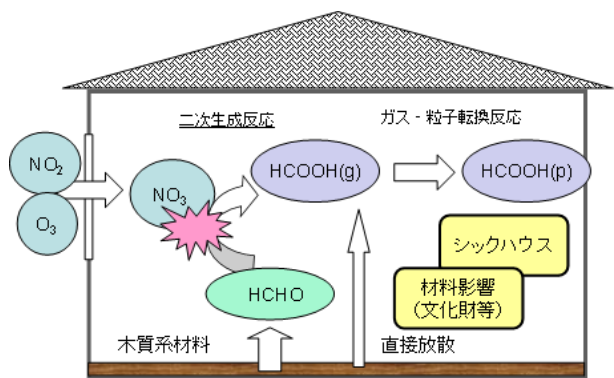 二次生成反応
ガス - 粒子転換反応
NO2
O3
NO3
HCOOH(g)
HCOOH(p)
シックハウス
材料影響
(文化財等)
HCHO
木質系材料
直接放散